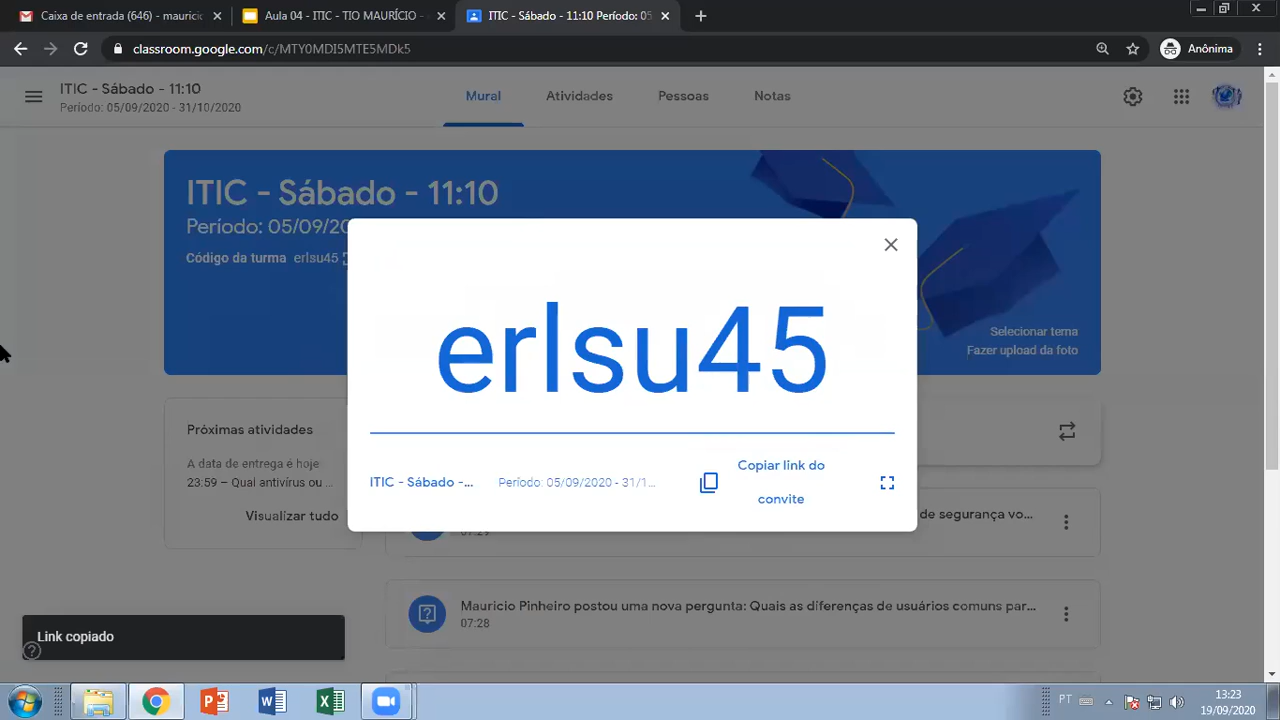 Caixa de entrada (646) - maurici
Aula 04 - ITIC - TIO MAURÍCIO -
ITIC - Sábado - 11:10 Período: 05
classroom.google.com/c/MTY0MDI5MTE5MDk5
Anônima
ITIC - Sábado - 11:10
Período: 05/09/2020 - 31/10/2020
Mural
Atividades
Pessoas
Notas
ITIC - Sábado - 11:10
Período: 05/09/20
Código da turma erlsu45
Selecionar tema
Fazer upload da foto
erlsu45
ITIC - Sábado -...
Período: 05/09/2020 - 31/1...
Copiar link do
convite
Próximas atividades
A data de entrega é hoje
13:59 – Qual antivírus ou ...
Visualizar tudo
de segurança vo...
07:29
Mauricio Pinheiro postou uma nova pergunta: Quais as diferenças de usuários comuns par...
07:28
Link copiado
PT
13:23
19/09/2020